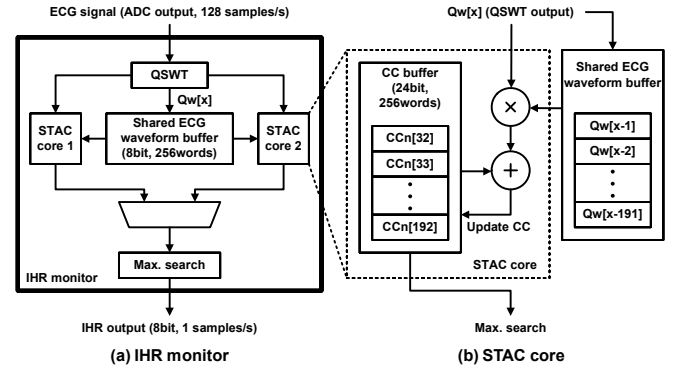 ECG signal (ADC output, 128 samples/s)
QSWT
Qw[x]
STAC
core 1
Shared ECG
waveform buffer
(8bit, 256words)
STAC
core 2
Max. search
IHR monitor
IHR output (8bit, 1 samples/s)
(a) IHR monitor
Qw[x] (QSWT output)
CC buffer
(24bit,
256words)
CCn[32]
CCn[33]
CCn[192]
×
+
Update CC
STAC core
Shared ECG
waveform buffer
Qw[x-1]
Qw[x-2]
Qw[x-191]
Max. search
(b) STAC core